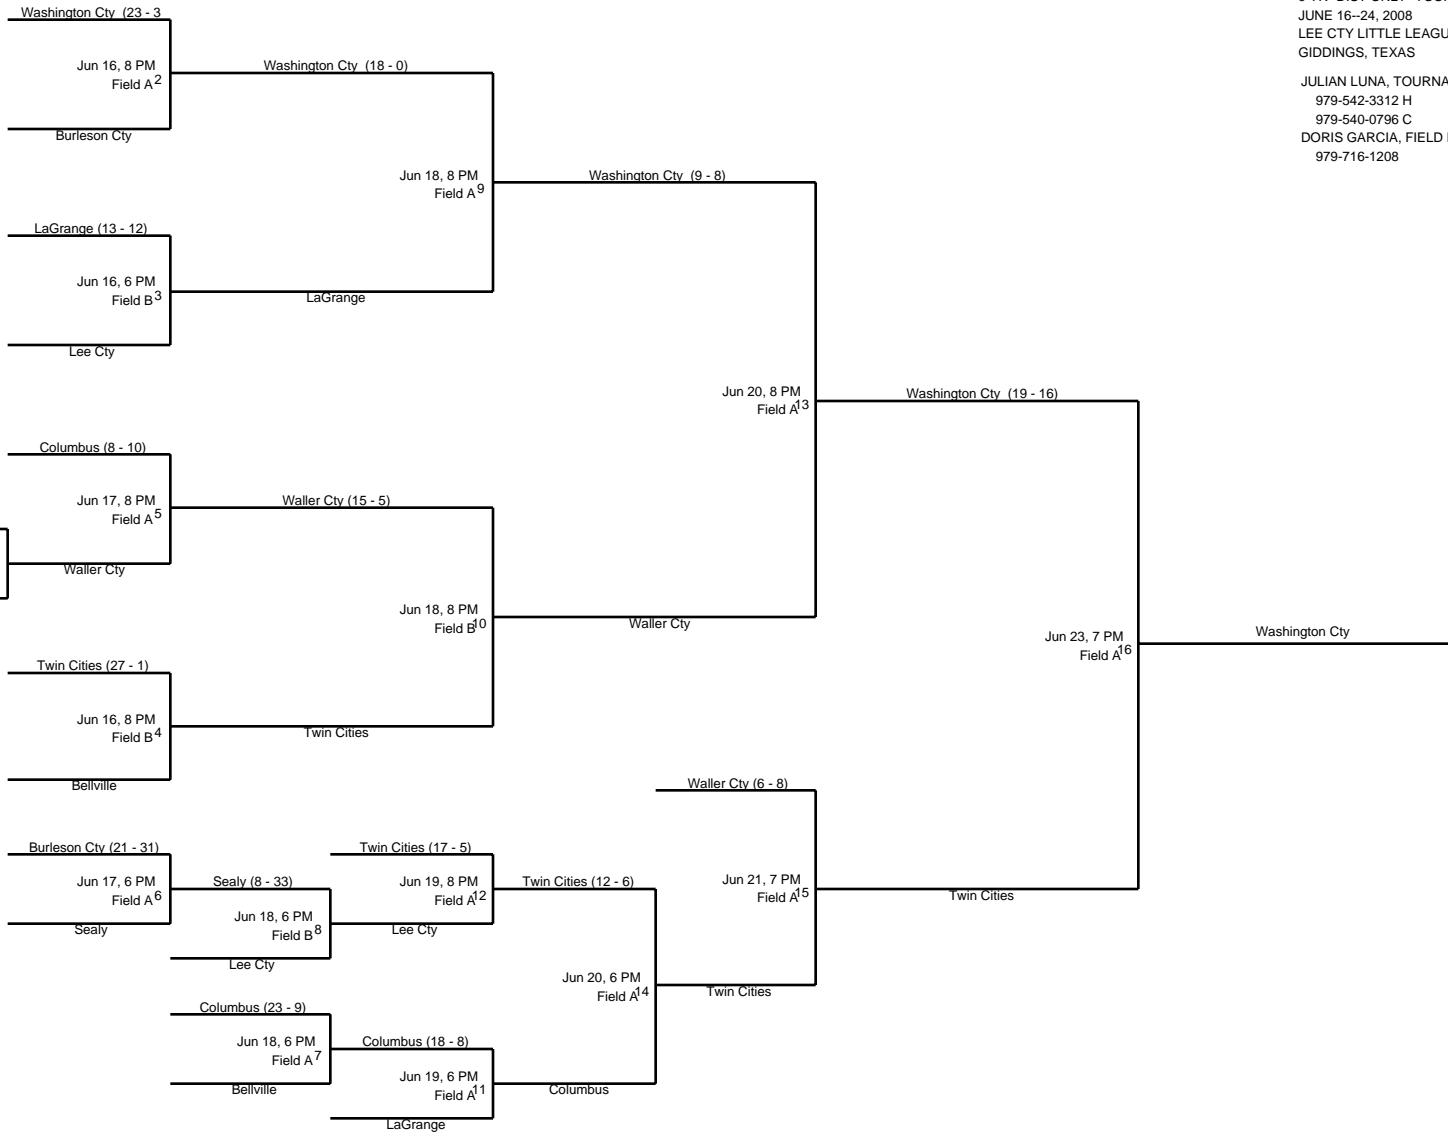 Washington Cty (23 - 3
Jun 16, 8 PM
Field A 2
Burleson Cty
Washington Cty (18 - 0)
LaGrange (13 - 12)
Jun 16, 6 PM
Field B 3
Lee Cty
LaGrange
Jun 18, 8 PM
Field A 9
Washington Cty (9 - 8)
Columbus (8 - 10)
Jun 17, 8 PM
Field A 5
Waller Cty
Waller Cty (15 - 5)
Twin Cities (27 - 1)
Jun 16, 8 PM
Field B 4
Bellville
Twin Cities
Jun 18, 8 PM
Field B 10
Waller Cty
Jun 20, 8 PM
Field A 13
Washington Cty (19 - 16)
Burleson Cty (21 - 31)
Jun 17, 6 PM
Field A 6
Sealy
Sealy (8 - 33)
Jun 18, 6 PM
Field B 8
Lee Cty
Twin Cities (17 - 5)
Jun 19, 8 PM
Field A 12
Lee Cty
Twin Cities (12 - 6)
Columbus (23 - 9)
Jun 18, 6 PM
Field A 7
Bellville
Columbus (18 - 8)
Jun 19, 6 PM
Field A 11
LaGrange
Columbus
Jun 20, 6 PM
Field A 14
Twin Cities
Waller Cty (6 - 8)
Jun 21, 7 PM
Field A 15
Twin Cities
Jun 23, 7 PM
Field A 16
Washington Cty
JUNE 16--24, 2008
LEE CTY LITTLE LEAGU
GIDDINGS, TEXAS
JULIAN LUNA, TOURNA
979-542-3312 H
979-540-0796 C
DORIS GARCIA, FIELD
979-716-1208